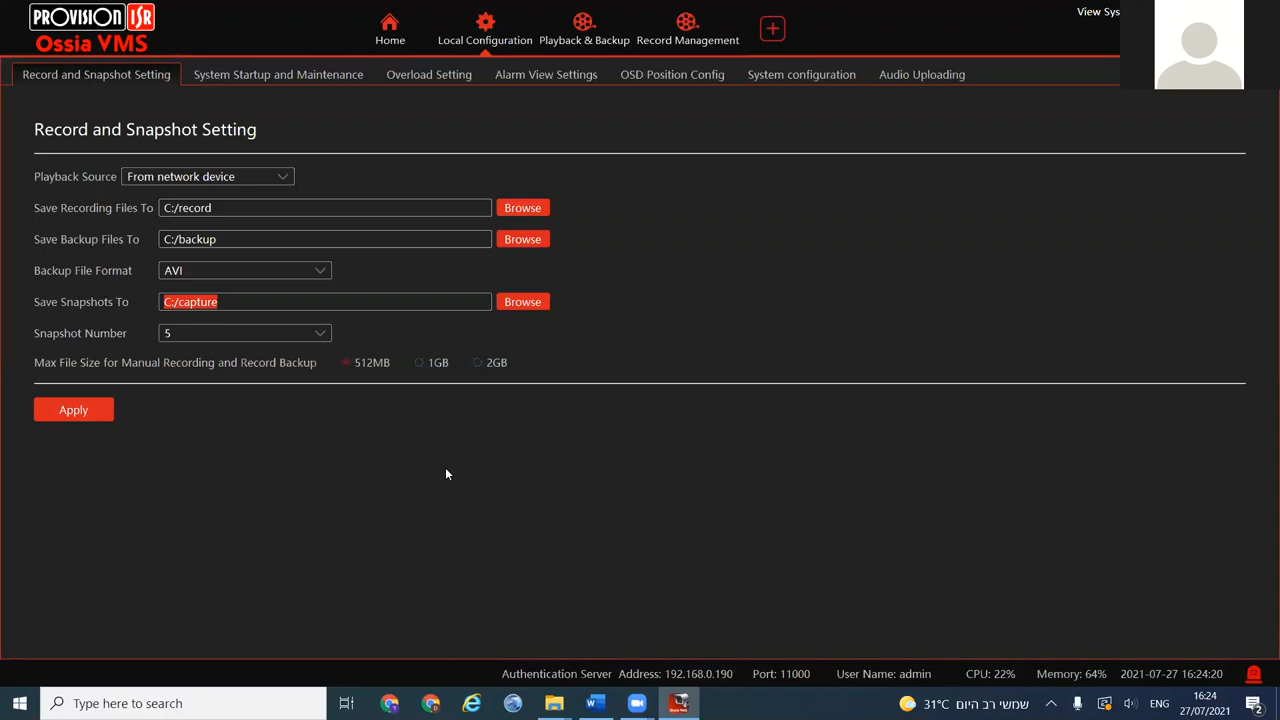 PROVISION ISR
Ossia VMS
Home
Local Configuration
Playback & Backup
Record Management
View Sys
Record and Snapshot Setting
System Startup and Maintenance
Overload Setting
Alarm View Settings
OSD Position Config
System configuration
Audio Uploading
Record and Snapshot Setting
Playback Source From network device
Save Recording Files To C:/record Browse
Save Backup Files To C:/backup Browse
Backup File Format AVI
Save Snapshots To C:/capture Browse
Snapshot Number 5
Max File Size for Manual Recording and Record Backup 512MB 1GB 2GB
Apply
Authentication Server Address: 192.168.0.190 Port: 11000 User Name: admin CPU: 22% Memory: 64% 2021-07-27 16:24:20
Type here to search
31°C שמשי רב היום
ENG
16:24
27/07/2021
2